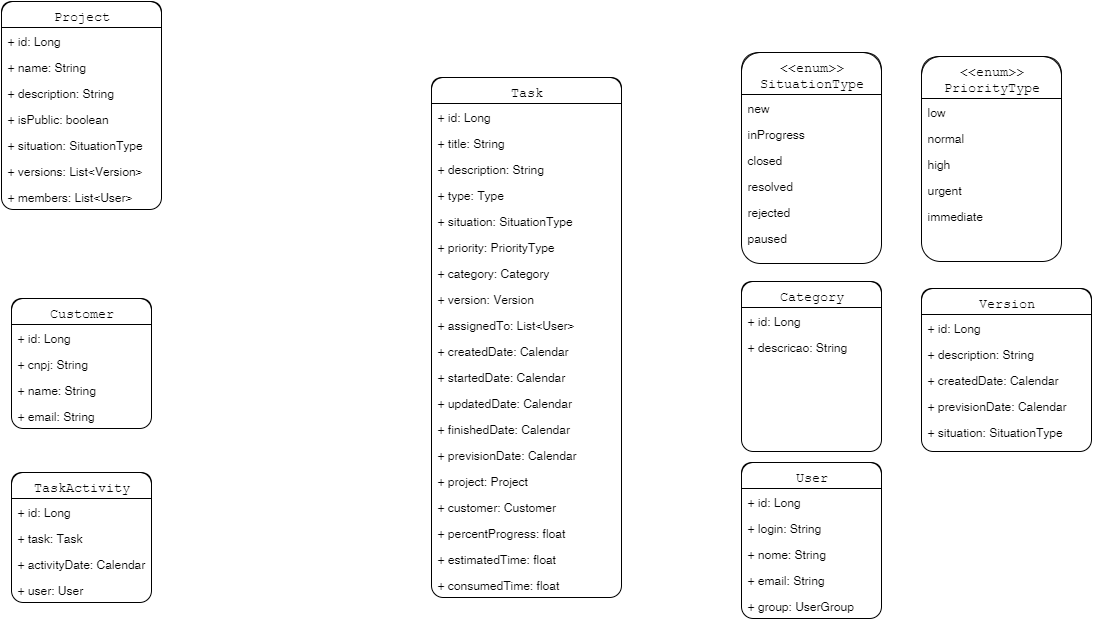 Project
+ id: Long
+ name: String
+ description: String
+ isPublic: boolean
+ situation: SituationType
+ versions: List<Version>
+ members: List<User>
Customer
+ id: Long
+ cnpj: String
+ name: String
+ email: String
TaskActivity
+ id: Long
+ task: Task
+ activityDate: Calendar
+ user: User
Task
+ id: Long
+ title: String
+ description: String
+ type: Type
+ situation: SituationType
+ priority: PriorityType
+ category: Category
+ version: Version
+ assignedTo: List<User>
+ createdDate: Calendar
+ startedDate: Calendar
+ updatedDate: Calendar
+ finishedDate: Calendar
+ previsionDate: Calendar
+ project: Project
+ customer: Customer
+ percentProgress: float
+ estimatedTime: float
+ consumedTime: float
<<enum>>
SituationType
new
inProgress
closed
resolved
rejected
paused
<<enum>>
PriorityType
low
normal
high
urgent
immediate
Category
+ id: Long
+ descricao: String
Version
+ id: Long
+ description: String
+ createdDate: Calendar
+ previsionDate: Calendar
+ situation: SituationType
User
+ id: Long
+ login: String
+ nome: String
+ email: String
+ group: UserGroup